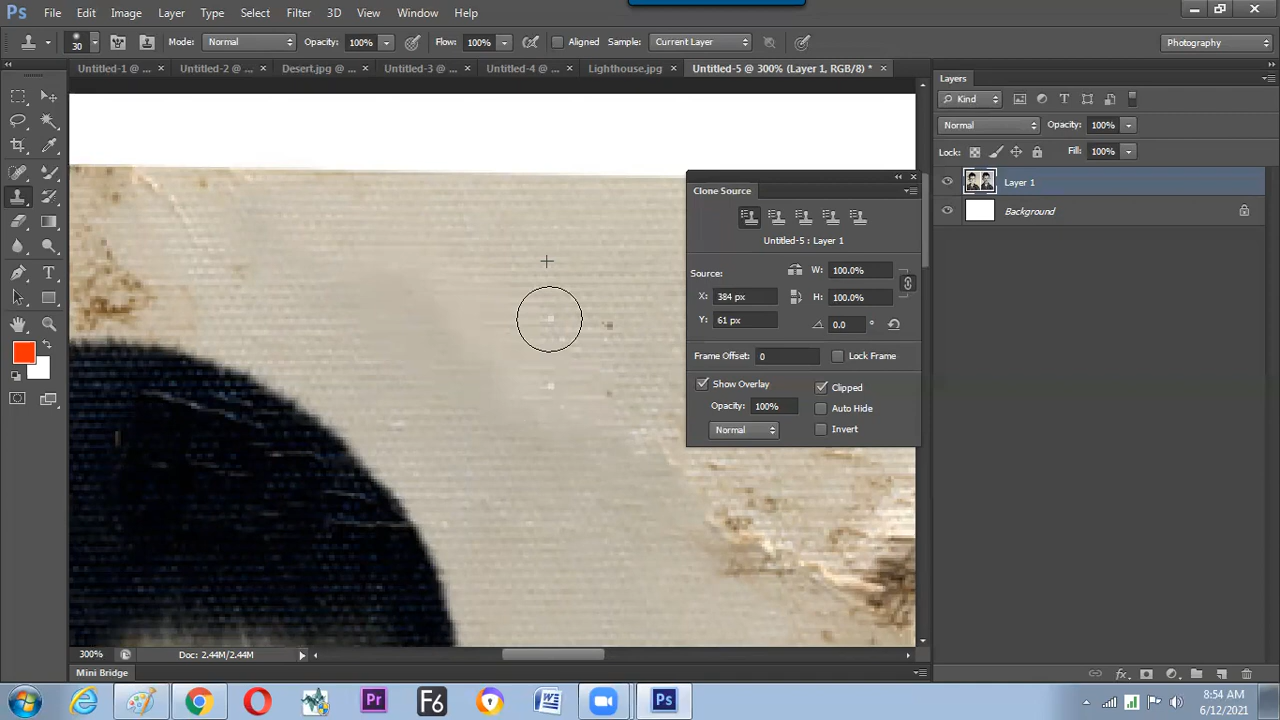 Ps File Edit Image Layer Type Select Filter 3D View Window Help
30 Mode: Normal Opacity: 100% Flow: 100% Aligned Sample: Current Layer Photography
Untitled-1 @ ... × Untitled-2 @ ... × Desert.jpg @ ... × Untitled-3 @ ... × Untitled-4 @ ... × Lighthouse.jpg ... × Untitled-5 @ 300% (Layer 1, RGB/8) * ×
Layers
Kind
Normal Opacity: 100%
Lock: Fill: 100%
Layer 1
Background
Clone Source
Untitled-5 : Layer 1
Source: W: 100.0%
X: 384 px H: 100.0%
Y: 61 px 0.0 °
Frame Offset: 0 Lock Frame
Show Overlay Clipped
Opacity: 100% Auto Hide
Normal Invert
300% Doc: 2.44M/2.44M
Mini Bridge
Pr F6 W Ps
8:54 AM
6/12/2021